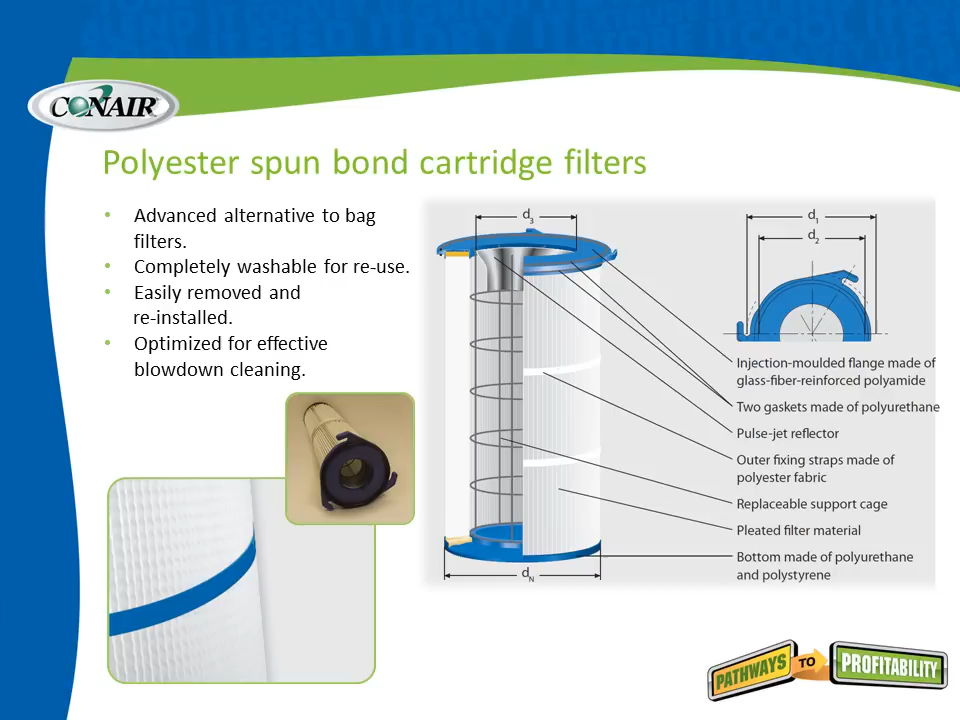 CONAIR
Polyester spun bond cartridge filters
• Advanced alternative to bag
filters.
• Completely washable for re-use.
• Easily removed and
re-installed.
• Optimized for effective
blowdown cleaning.
d3
d1
d2
Injection-moulded flange made of
glass-fiber-reinforced polyamide
Two gaskets made of polyurethane
Pulse-jet reflector
Outer fixing straps made of
polyester fabric
Replaceable support cage
Pleated filter material
Bottom made of polyurethane
and polystyrene
dN
PATHWAYS TO PROFITABILITY